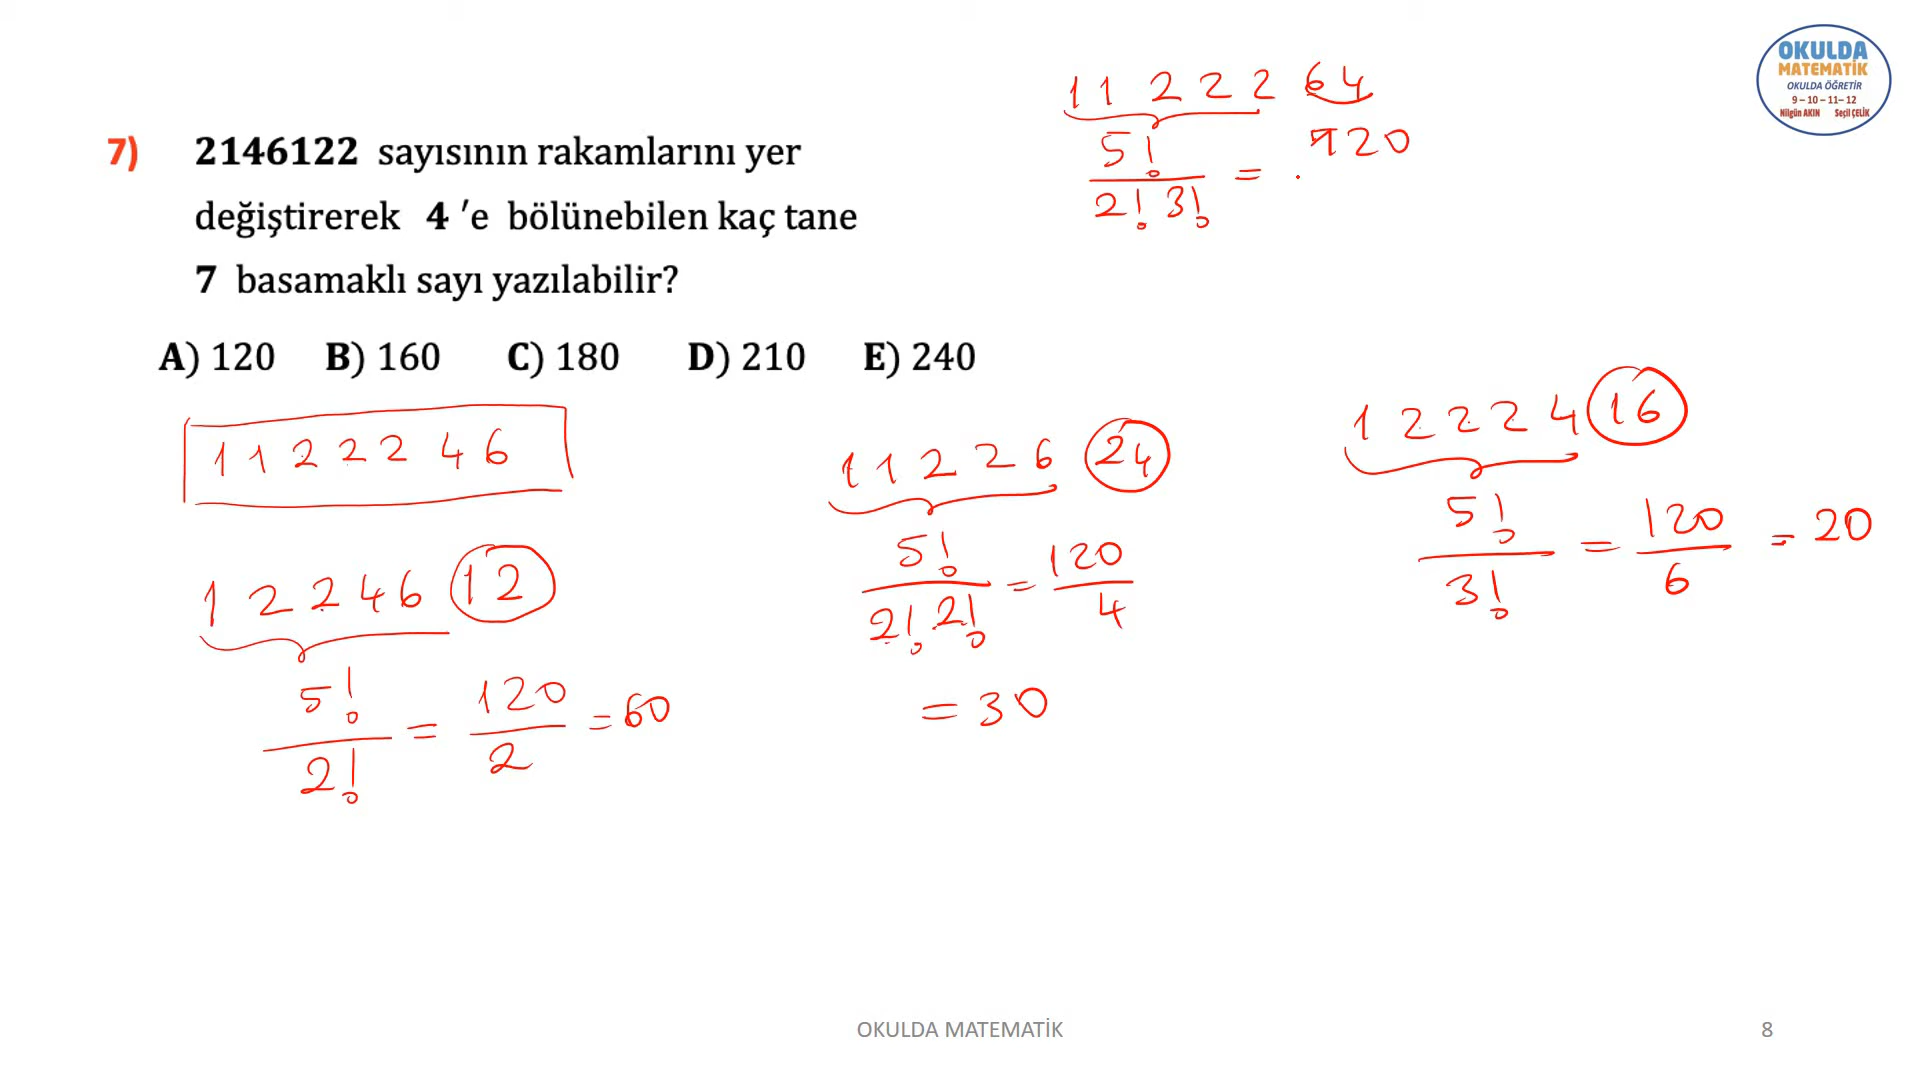 OKULDA
MATEMATİK
OKULDA ÖĞRETİR
9 – 10 – 11– 12
Nilgün AKIN Seçil ÇELİK
7) 2146122 sayısının rakamlarını yer
değiştirerek 4 'e bölünebilen kaç tane
7 basamaklı sayı yazılabilir?
A) 120 B) 160 C) 180 D) 210 E) 240
11 222 64
5! / 2! 3! = 120
1122246
12246 12
5! / 2! = 120 / 2 = 60
11226 24
5! / 2! 2! = 120 / 4
= 30
12224 16
5! / 3! = 120 / 6 = 20
OKULDA MATEMATİK
8